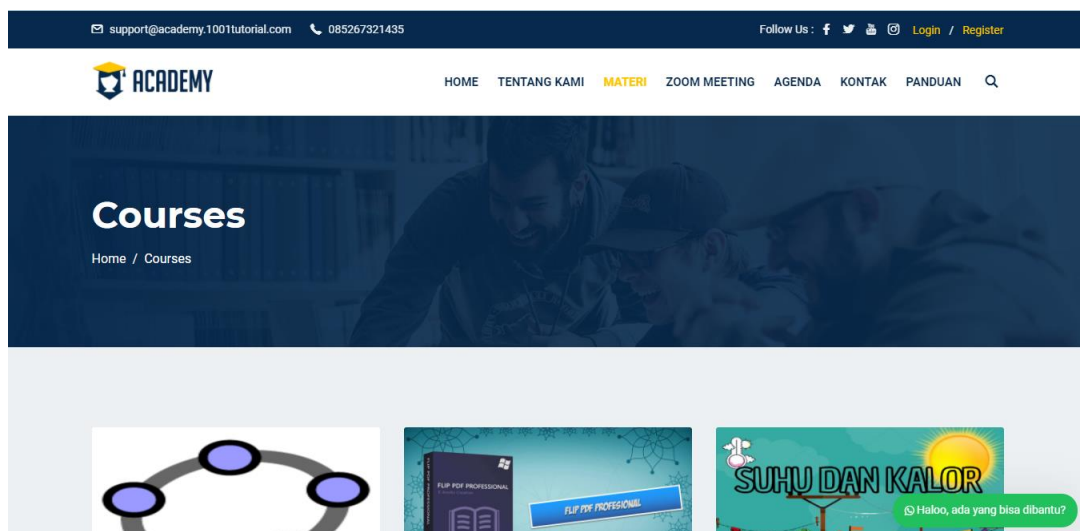 support@academy.1001tutorial.com 085267321435 Follow Us : Login / Register
ACADEMY HOME TENTANG KAMI MATERI ZOOM MEETING AGENDA KONTAK PANDUAN
Courses
Home / Courses
FLIP PDF PROFESSIONAL
FLIP PDF PROFESSIONAL
SUHU DAN KALOR
Haloo, ada yang bisa dibantu?